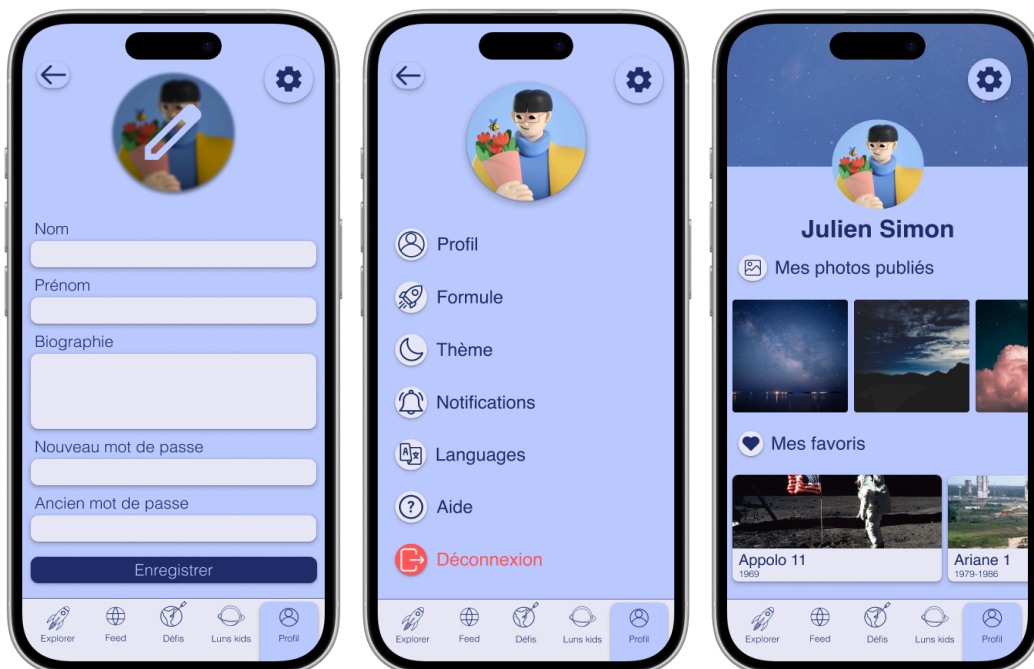 Nom
Prénom
Biographie
Nouveau mot de passe
Ancien mot de passe
Enregistrer
Explorer
Feed
Défis
Luns kids
Profil
Profil
Formule
Thème
Notifications
Languages
Aide
Déconnexion
Explorer
Feed
Défis
Luns kids
Profil
Julien Simon
Mes photos publiés
Mes favoris
Appolo 11
1969
Ariane 1
1979-1986
Explorer
Feed
Défis
Luns kids
Profil